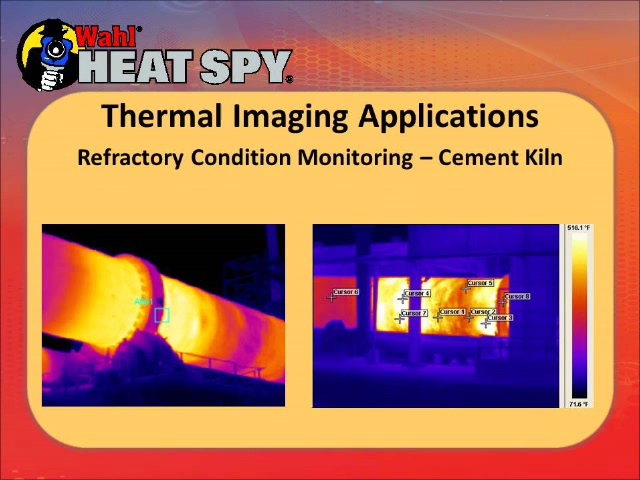 Wahl®
HEAT SPY®
Thermal Imaging Applications
Refractory Condition Monitoring – Cement Kiln
516.1 °F
Cursor 5
Cursor 6
Cursor 4
Cursor 8
Cursor 7
Cursor 1
Cursor 2
Cursor 3
71.6 °F